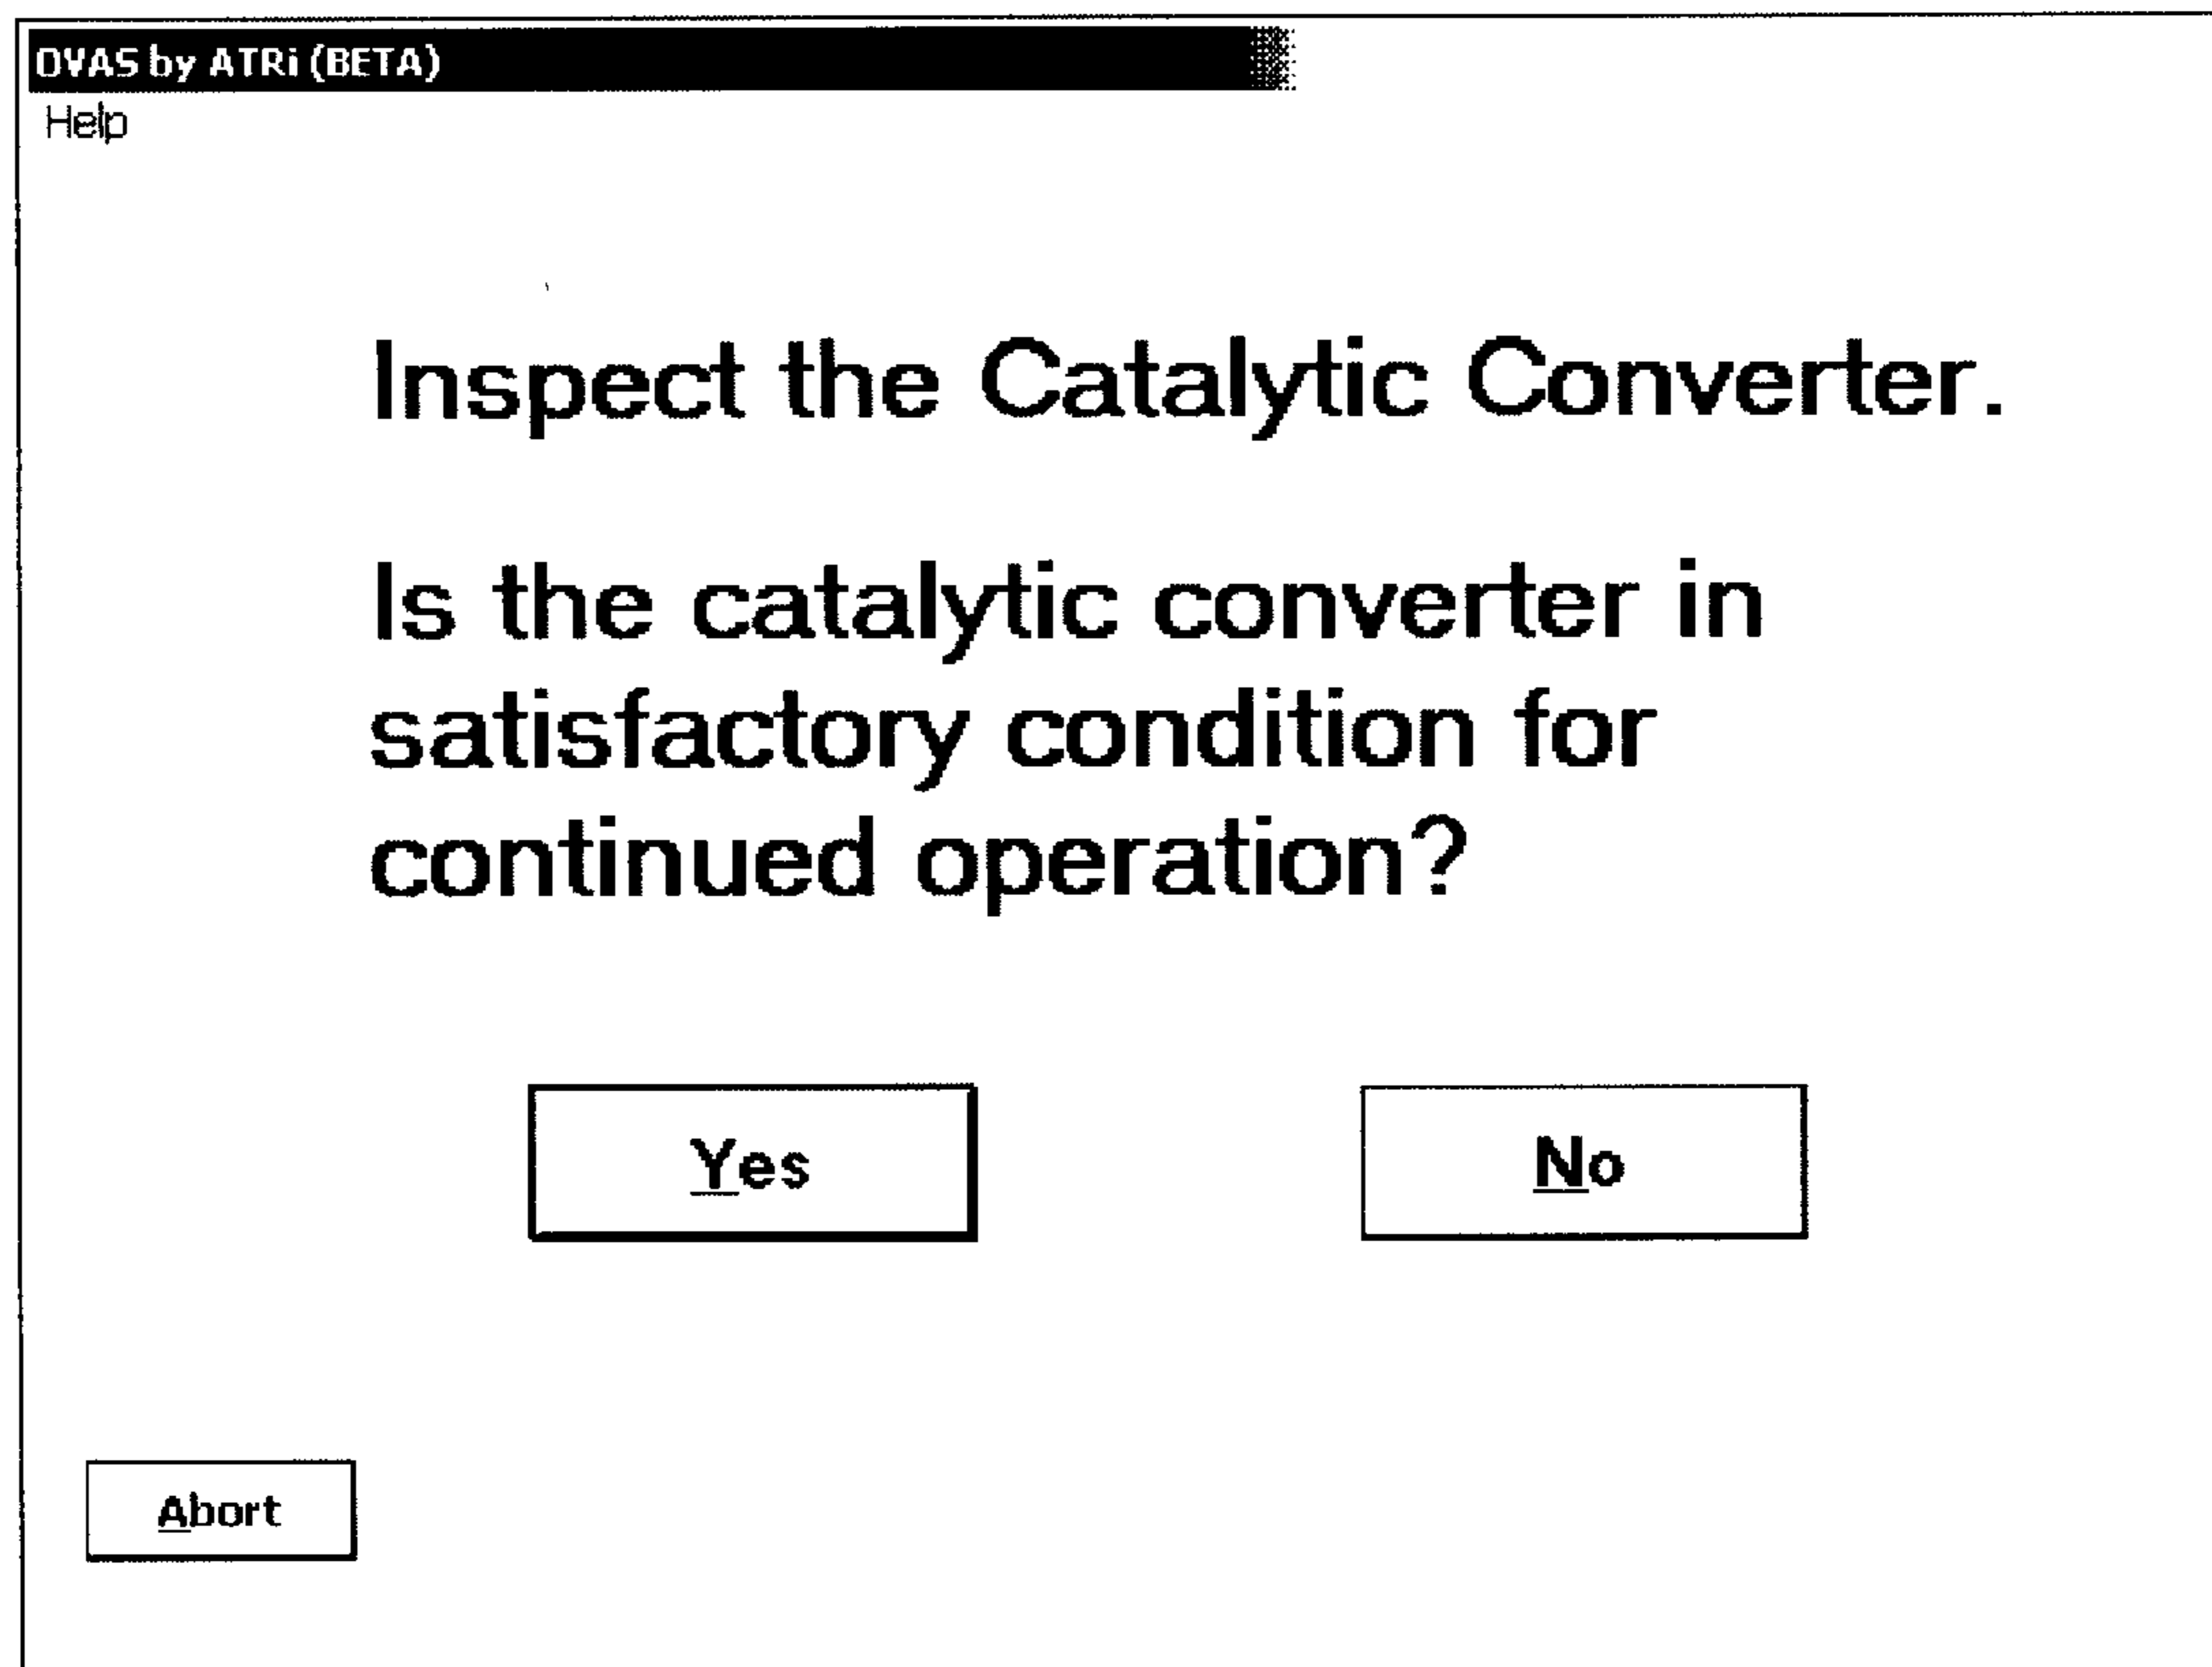 OVAS by ATRi (BETA)
Help
Inspect the Catalytic Converter.
Is the catalytic converter in
satisfactory condition for
continued operation?
Yes
No
Abort